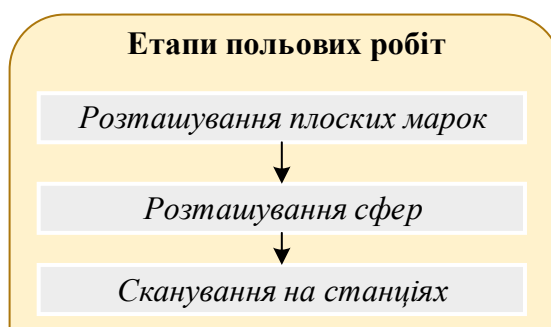 Етапи польових робіт
Розташування плоских марок
Розташування сфер
Сканування на станціях